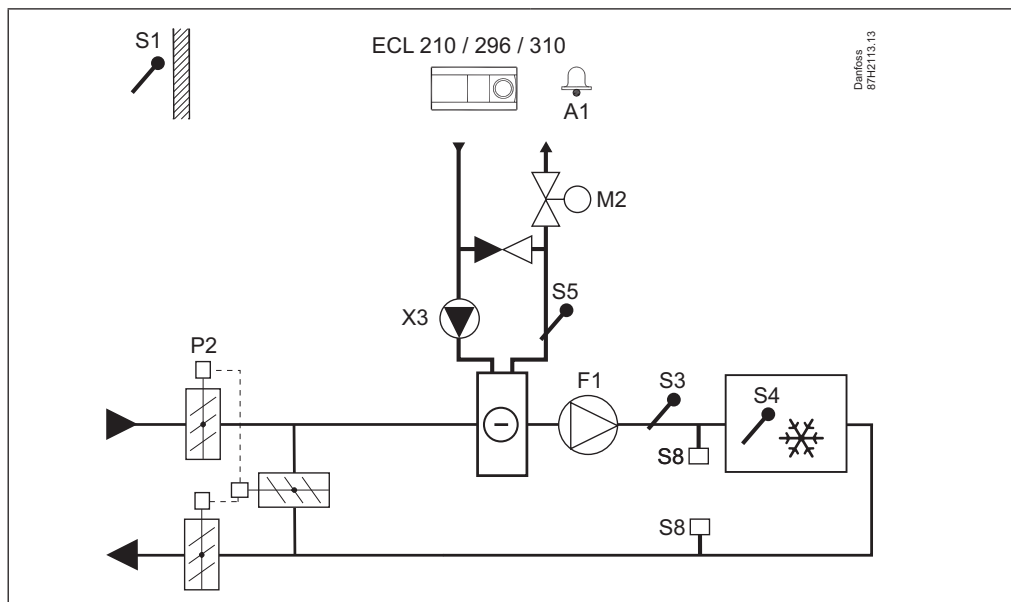 S1
ECL 210 / 296 / 310
A1
Danfoss
87H2113.13
M2
S5
X3
P2
F1
S3
S4
S8
S8